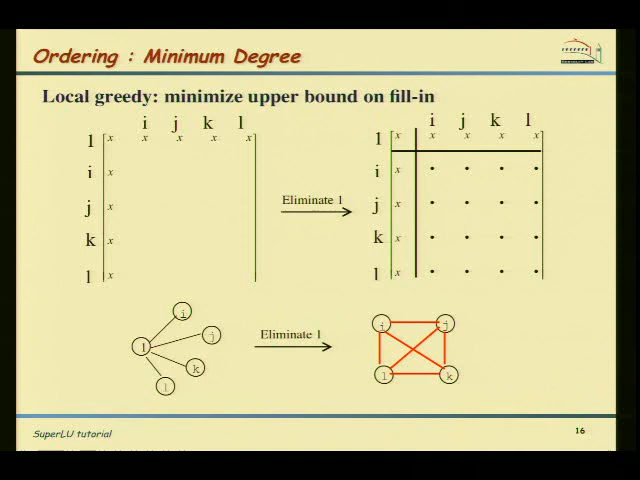 Ordering : Minimum Degree
Local greedy: minimize upper bound on fill-in
i j k l
1 x x x x x
i x
j x
k x
l x
Eliminate 1
i j k l
1 x x x x x
i x • • • •
j x • • • •
k x • • • •
l x • • • •
i
j
1
k
l
Eliminate 1
i j
l k
SuperLU tutorial
16